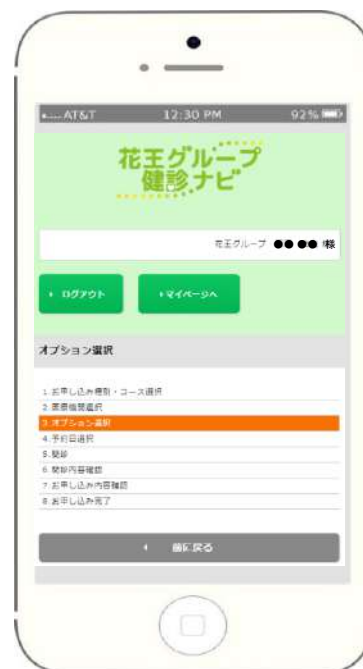 AT&T 12:30 PM 92%
花王グループ
健診ナビ
花王グループ ●●●● 様
ログアウト マイページへ
オプション選択
1.お申し込み種別・コース選択
2.医療機関選択
3.オプション選択
4.予約日選択
5.問診
6.問診内容確認
7.お申し込み内容確認
8.お申し込み完了
前に戻る